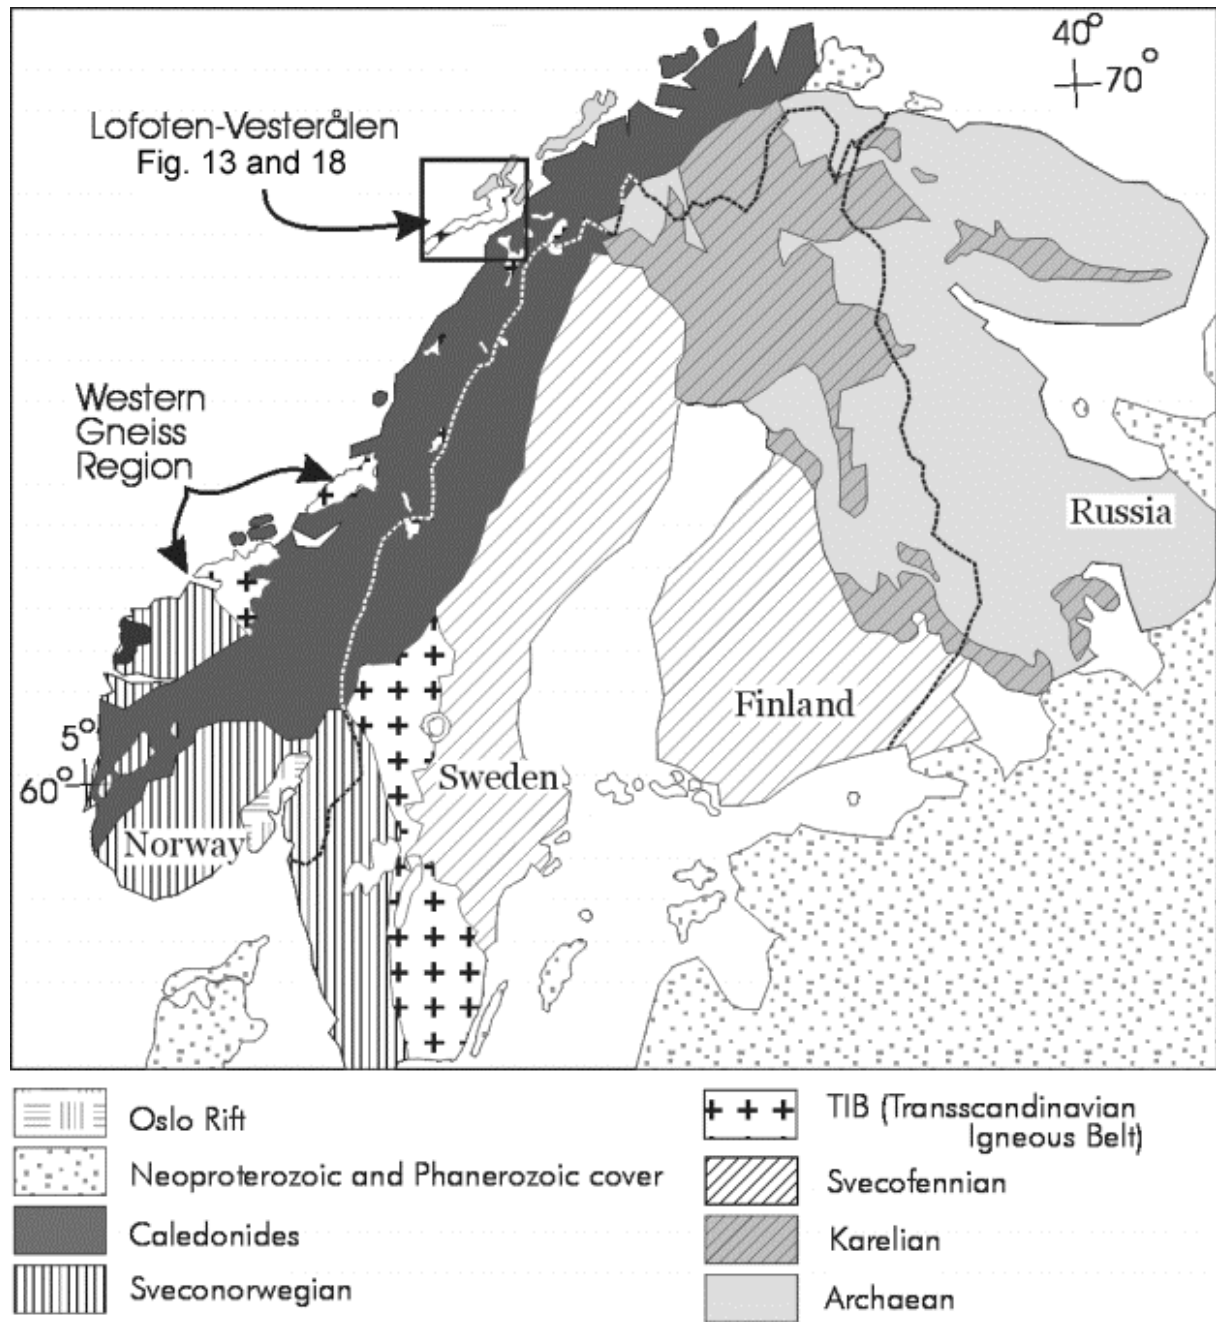 40°
70°
Lofoten-Vesterålen
Fig. 13 and 18
Western
Gneiss
Region
Russia
Finland
5°
60°
Sweden
Norway
Oslo Rift
Neoproterozoic and Phanerozoic cover
Caledonides
Sveconorwegian
TIB (Transscandinavian
Igneous Belt)
Svecofennian
Karelian
Archaean